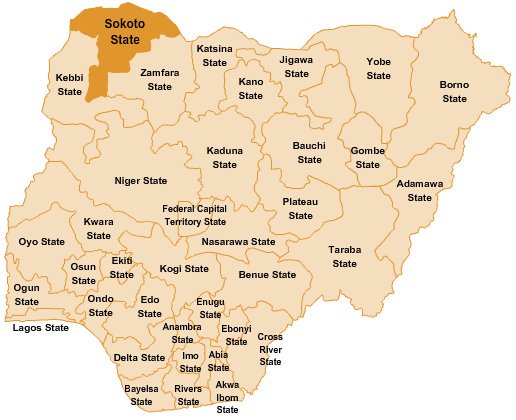 Sokoto
State
Katsina
State
Jigawa
State
Yobe
State
Kebbi
State
Zamfara
State
Kano
State
Borno
State
Kaduna
State
Bauchi
State
Gombe
State
Niger State
Adamawa
State
Federal Capital
Territory State
Plateau
State
Kwara
State
Oyo State
Nasarawa State
Taraba
State
Osun
State
Ekiti
State
Kogi State
Benue State
Ogun
State
Ondo
State
Edo
State
Enugu
State
Lagos State
Anambra
State
Ebonyi
State
Cross
River
State
Delta State
Imo
State
Abia
State
Bayelsa
State
Rivers
State
Akwa
Ibom
State